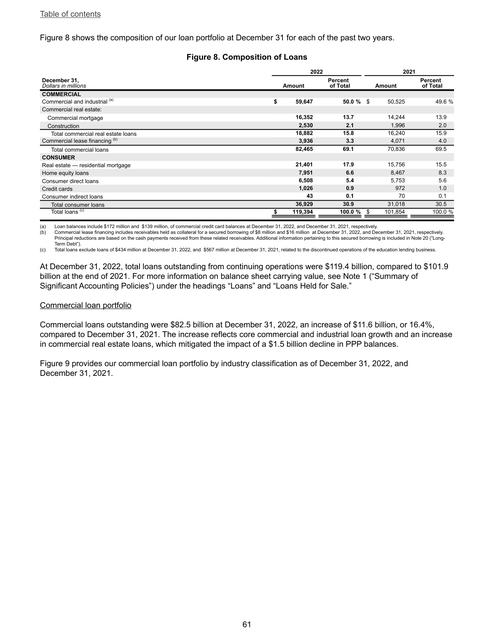 Table of contents
Figure 8 shows the composition of our loan portfolio at December 31 for each of the past two years.
Figure 8. Composition of Loans
2022 2021
December 31, Percent Percent
Dollars in millions Amount of Total Amount of Total
COMMERCIAL
Commercial and industrial (a) $ 59,647 50.0 % $ 50,525 49.6 %
Commercial real estate:
Commercial mortgage 16,352 13.7 14,244 13.9
Construction 2,530 2.1 1,996 2.0
Total commercial real estate loans 18,882 15.8 16,240 15.9
Commercial lease financing (b) 3,936 3.3 4,071 4.0
Total commercial loans 82,465 69.1 70,836 69.5
CONSUMER
Real estate — residential mortgage 21,401 17.9 15,756 15.5
Home equity loans 7,951 6.6 8,467 8.3
Consumer direct loans 6,508 5.4 5,753 5.6
Credit cards 1,026 0.9 972 1.0
Consumer indirect loans 43 0.1 70 0.1
Total consumer loans 36,929 30.9 31,018 30.5
Total loans (c) $ 119,394 100.0 % $ 101,854 100.0 %
(a) Loan balances include $172 million and $139 million, of commercial credit card balances at December 31, 2022, and December 31, 2021, respectively.
(b) Commercial lease financing includes receivables held as collateral for a secured borrowing of $8 million and $16 million at December 31, 2022, and December 31, 2021, respectively.
Principal reductions are based on the cash payments received from these related receivables. Additional information pertaining to this secured borrowing is included in Note 20 ("Long-
Term Debt").
(c) Total loans exclude loans of $434 million at December 31, 2022, and $567 million at December 31, 2021, related to the discontinued operations of the education lending business.
At December 31, 2022, total loans outstanding from continuing operations were $119.4 billion, compared to $101.9
billion at the end of 2021. For more information on balance sheet carrying value, see Note 1 ("Summary of
Significant Accounting Policies") under the headings "Loans" and "Loans Held for Sale."
Commercial loan portfolio
Commercial loans outstanding were $82.5 billion at December 31, 2022, an increase of $11.6 billion, or 16.4%,
compared to December 31, 2021. The increase reflects core commercial and industrial loan growth and an increase
in commercial real estate loans, which mitigated the impact of a $1.5 billion decline in PPP balances.
Figure 9 provides our commercial loan portfolio by industry classification as of December 31, 2022, and
December 31, 2021.
61